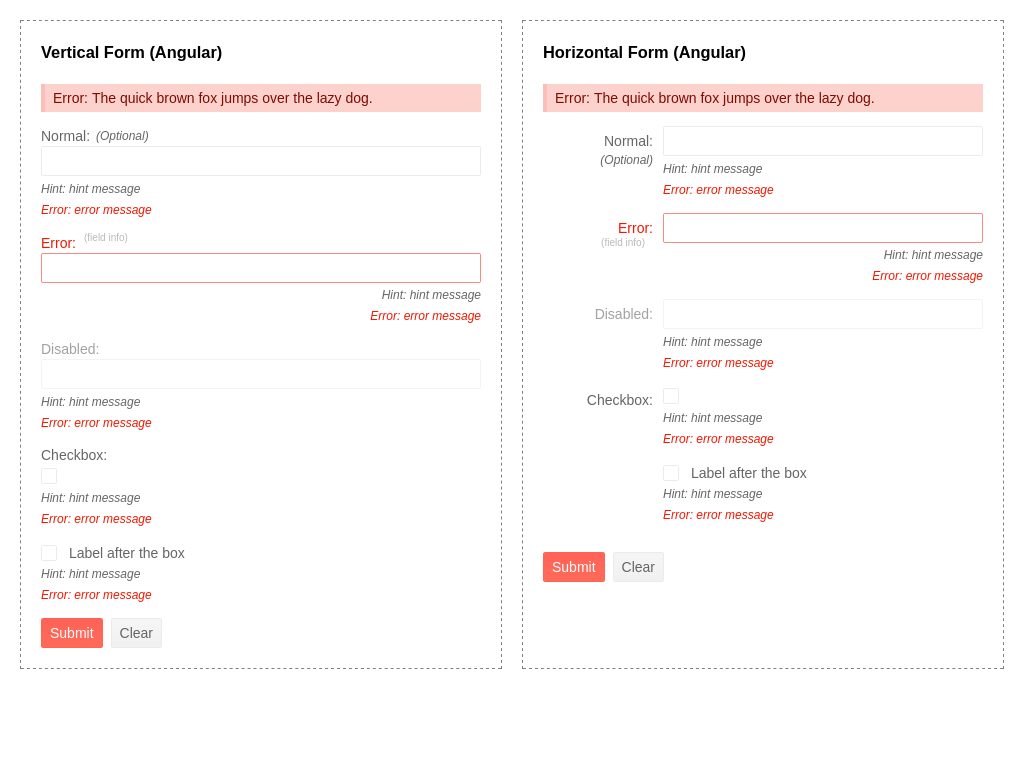 Vertical Form (Angular)
Error: The quick brown fox jumps over the lazy dog.
Normal: (Optional)
Hint: hint message
Error: error message
Error: (field info)
Hint: hint message
Error: error message
Disabled:
Hint: hint message
Error: error message
Checkbox:
Hint: hint message
Error: error message
Label after the box
Hint: hint message
Error: error message
Submit Clear
Horizontal Form (Angular)
Error: The quick brown fox jumps over the lazy dog.
Normal:
(Optional)
Hint: hint message
Error: error message
Error:
(field info)
Hint: hint message
Error: error message
Disabled:
Hint: hint message
Error: error message
Checkbox:
Hint: hint message
Error: error message
Label after the box
Hint: hint message
Error: error message
Submit Clear